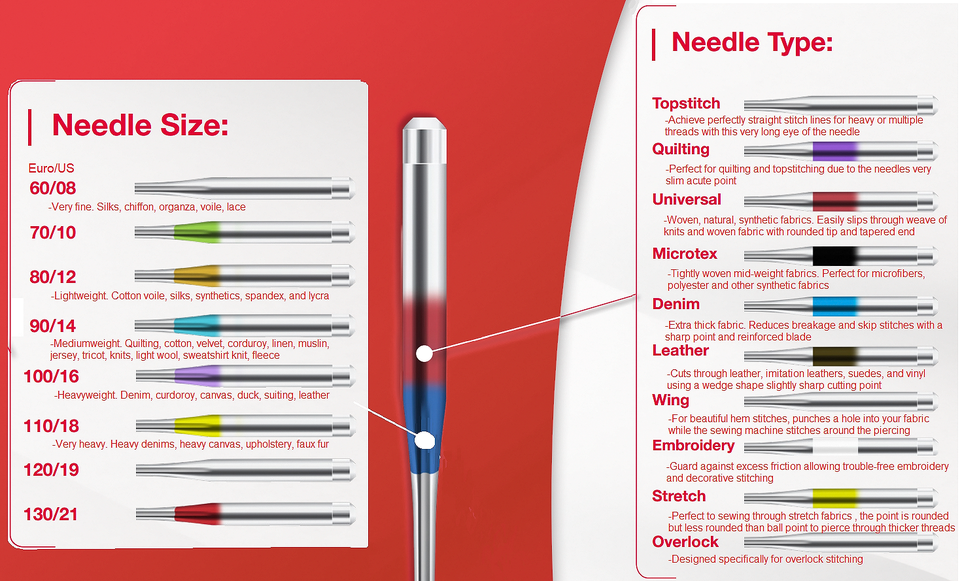 Needle Size:
Euro/US
60/08
-Very fine. Silks, chiffon, organza, voile, lace
70/10
80/12
-Lightweight. Cotton voile, silks, synthetics, spandex, and lycra
90/14
-Mediumweight. Quilting, cotton, velvet, corduroy, linen, muslin,
jersey, tricot, knits, light wool, sweatshirt knit, fleece
100/16
-Heavyweight. Denim, curdoroy, canvas, duck, suiting, leather
110/18
-Very heavy. Heavy denims, heavy canvas, upholstery, faux fur
120/19
130/21
Needle Type:
Topstitch
-Achieve perfectly straight stitch lines for heavy or multiple
threads with this very long eye of the needle
Quilting
-Perfect for quilting and topstitching due to the needles very
slim acute point
Universal
-Woven, natural, synthetic fabrics. Easily slips through weave of
knits and woven fabric with rounded tip and tapered end
Microtex
-Tightly woven mid-weight fabrics. Perfect for microfibers,
polyester and other synthetic fabrics
Denim
-Extra thick fabric. Reduces breakage and skip stitches with a
sharp point and reinforced blade
Leather
-Cuts through leather, imitation leathers, suedes, and vinyl
using a wedge shape slightly sharp cutting point
Wing
-For beautiful hem stitches, punches a hole into your fabric
while the sewing machine stitches around the piercing
Embroidery
-Guard against excess friction allowing trouble-free embroidery
and decorative stitching
Stretch
-Perfect to sewing through stretch fabrics , the point is rounded
but less rounded than ball point to pierce through thicker threads
Overlock
-Designed specifically for overlock stitching